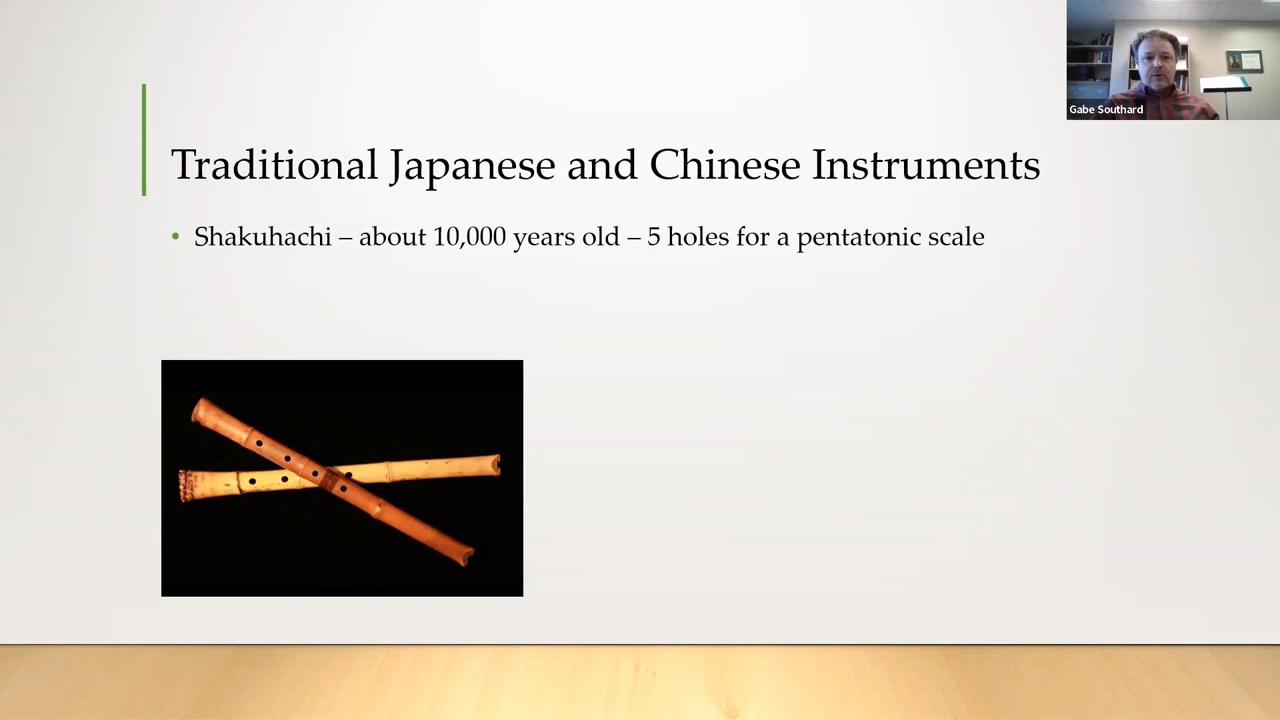 Gabe Southard
Traditional Japanese and Chinese Instruments
• Shakuhachi – about 10,000 years old – 5 holes for a pentatonic scale